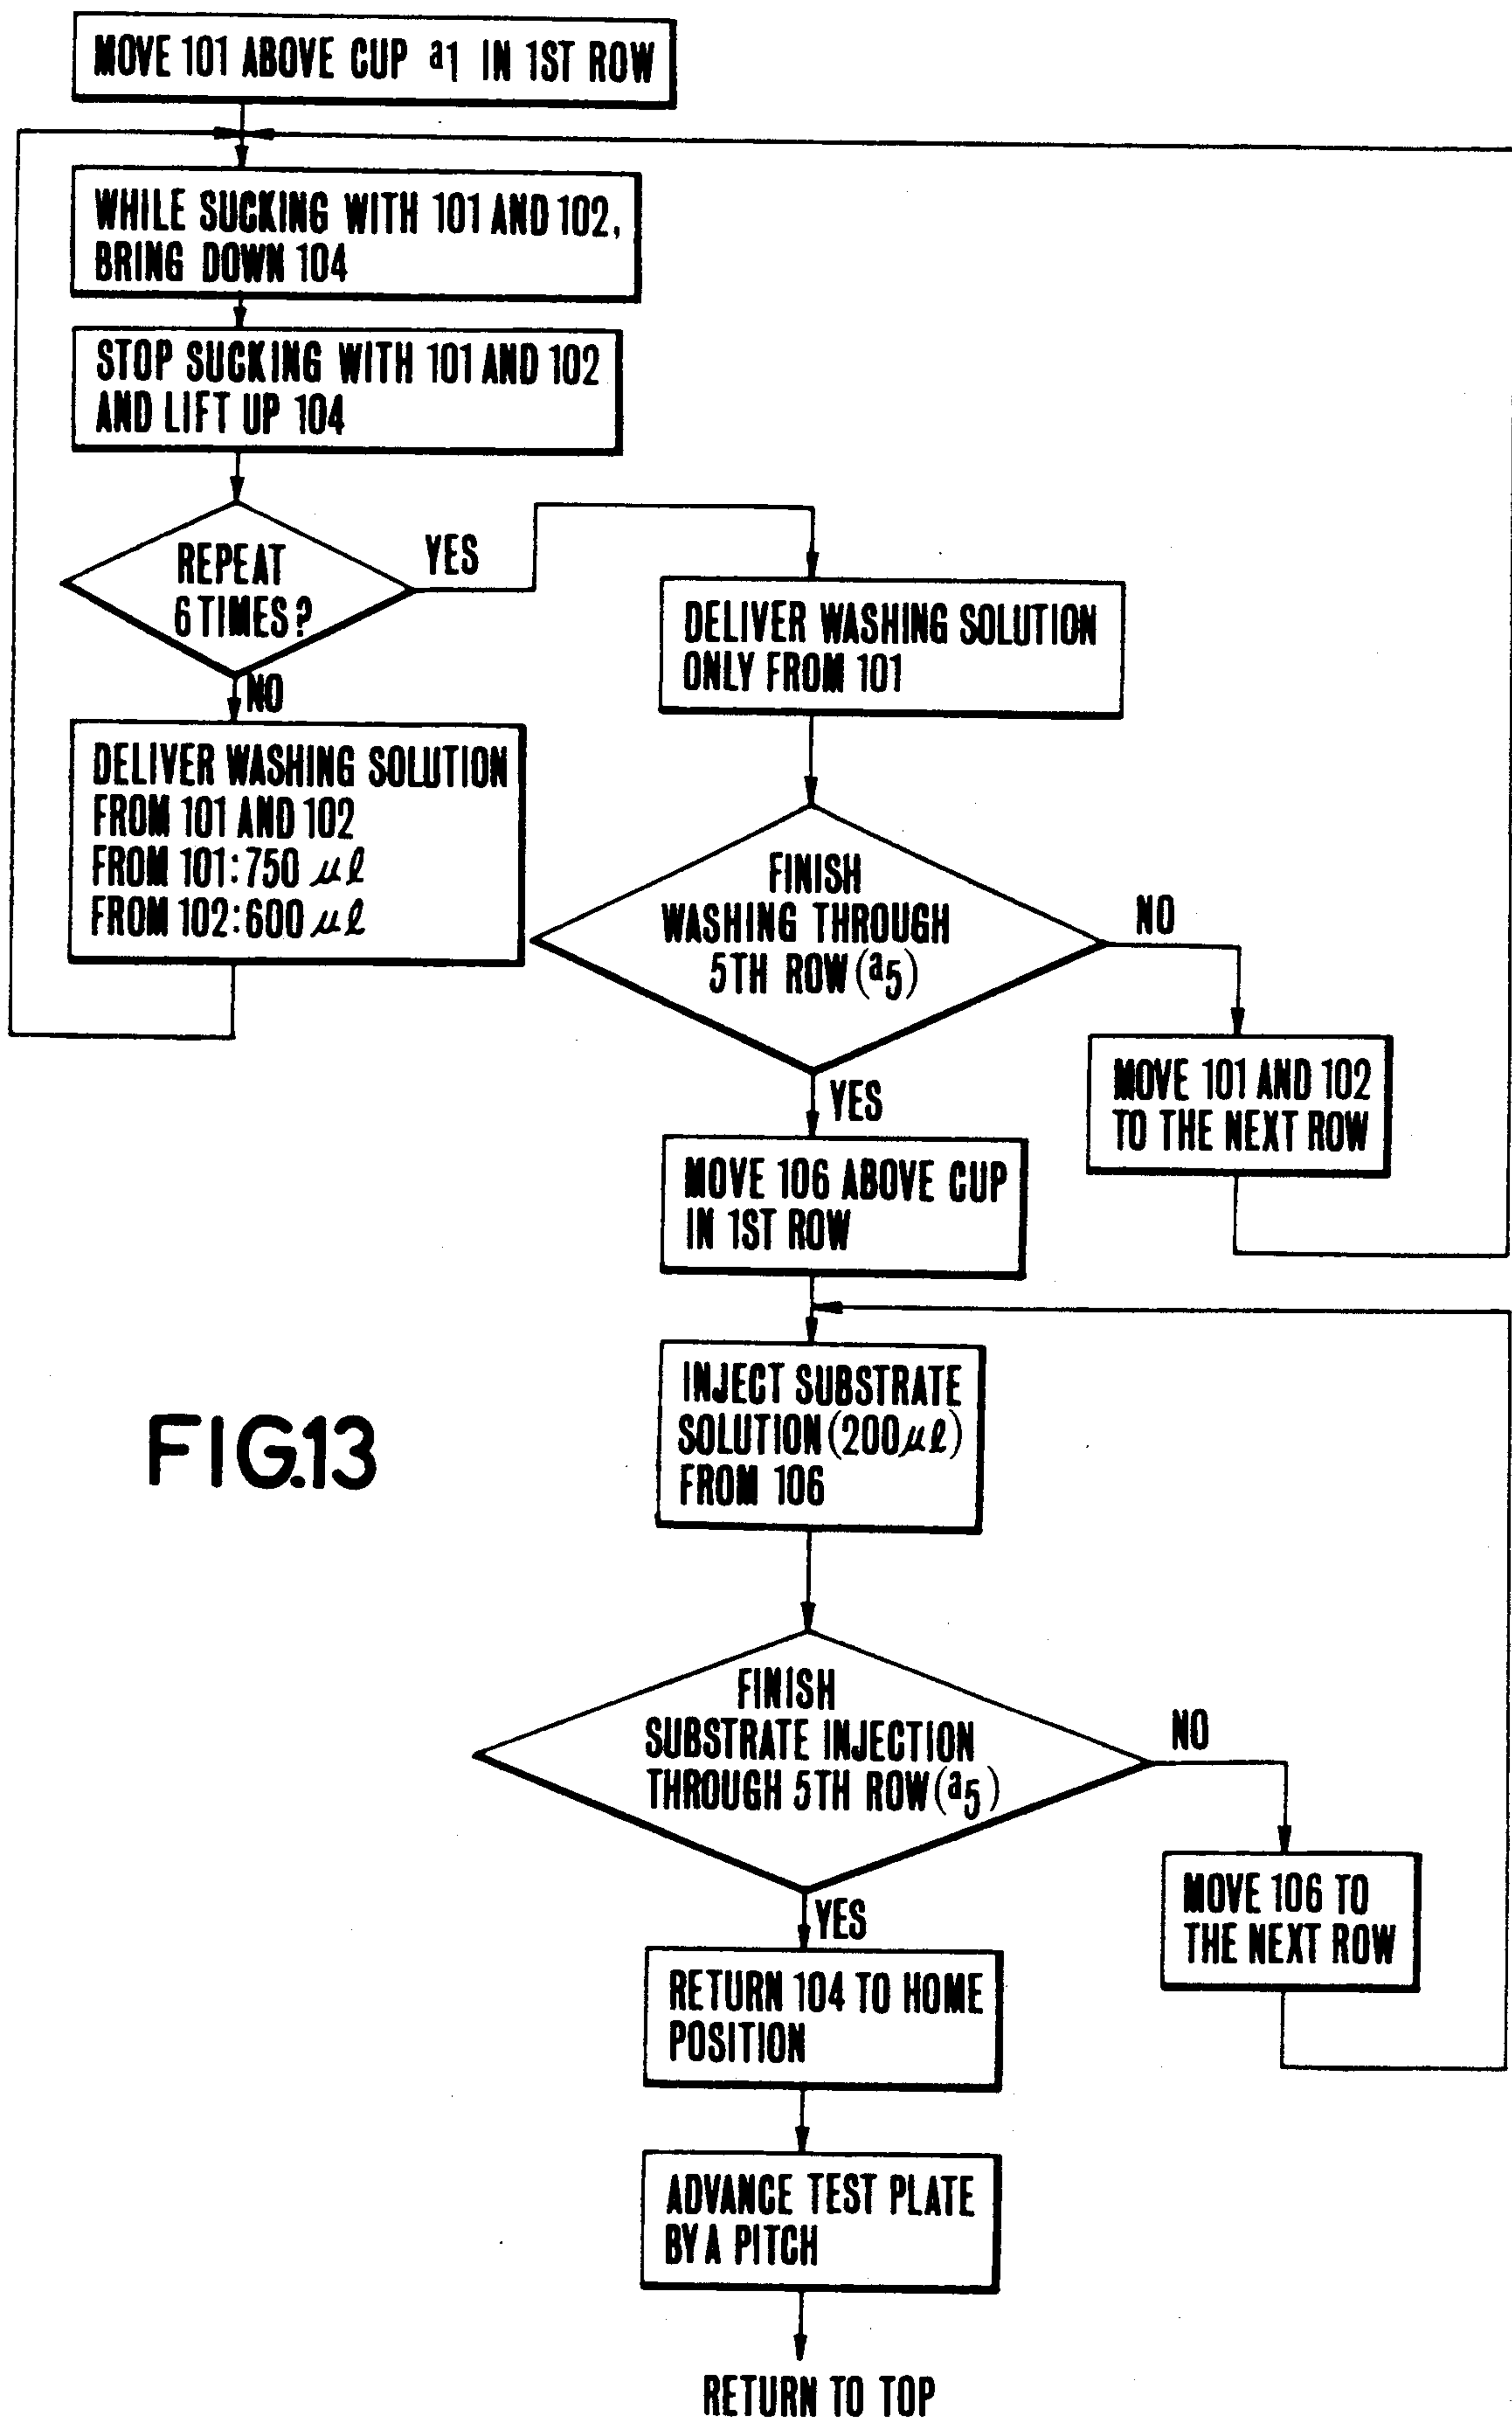 MOVE 101 ABOVE CUP a1 IN 1ST ROW
WHILE SUCKING WITH 101 AND 102,
BRING DOWN 104
STOP SUCKING WITH 101 AND 102
AND LIFT UP 104
REPEAT
6 TIMES?
YES
NO
DELIVER WASHING SOLUTION
FROM 101 AND 102
FROM 101:750 μℓ
FROM 102:600 μℓ
DELIVER WASHING SOLUTION
ONLY FROM 101
FINISH
WASHING THROUGH
5TH ROW (a5)
NO
MOVE 101 AND 102
TO THE NEXT ROW
YES
MOVE 106 ABOVE CUP
IN 1ST ROW
INJECT SUBSTRATE
SOLUTION (200μℓ)
FROM 106
FIG.13
FINISH
SUBSTRATE INJECTION
THROUGH 5TH ROW (a5)
NO
MOVE 106 TO
THE NEXT ROW
YES
RETURN 104 TO HOME
POSITION
ADVANCE TEST PLATE
BY A PITCH
RETURN TO TOP